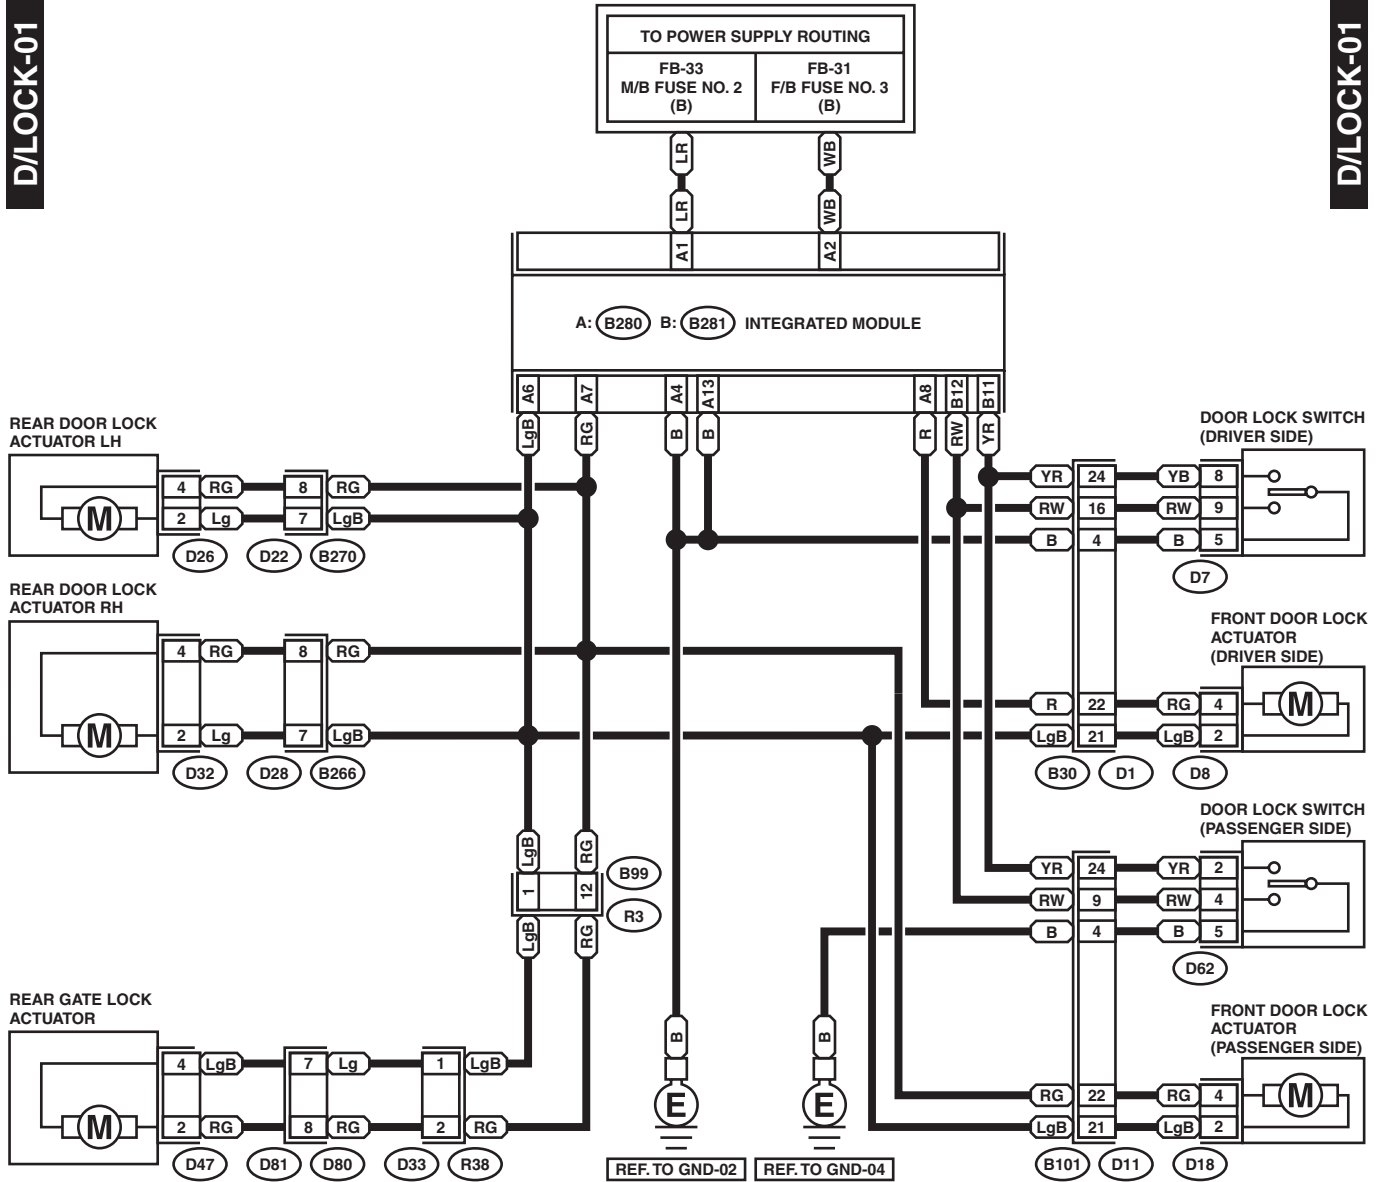 D/LOCK-01
D/LOCK-01
TO POWER SUPPLY ROUTING
FB-33
M/B FUSE NO. 2
(B)
FB-31
F/B FUSE NO. 3
(B)
LR
WB
LR
WB
A1
A2
A: B280 B: B281 INTEGRATED MODULE
A6
A7
A4
A13
A8
B12
B11
LgB
RG
B
B
R
RW
YR
REAR DOOR LOCK
ACTUATOR LH
M
4 RG 8 RG
2 Lg 7 LgB
D26 D22 B270
DOOR LOCK SWITCH
(DRIVER SIDE)
YR 24 YB 8
RW 16 RW 9
B 4 B 5
D7
REAR DOOR LOCK
ACTUATOR RH
M
4 RG 8 RG
2 Lg 7 LgB
D32 D28 B266
FRONT DOOR LOCK
ACTUATOR
(DRIVER SIDE)
M
R 22 RG 4
LgB 21 LgB 2
B30 D1 D8
LgB RG
1 12
B99
R3
LgB RG
DOOR LOCK SWITCH
(PASSENGER SIDE)
YR 24 YR 2
RW 9 RW 4
B 4 B 5
D62
REAR GATE LOCK
ACTUATOR
M
4 LgB 7 Lg 1 LgB
2 RG 8 RG 2 RG
D47 D81 D80 D33 R38
B
E
REF. TO GND-02
B
E
REF. TO GND-04
FRONT DOOR LOCK
ACTUATOR
(PASSENGER SIDE)
M
RG 22 RG 4
LgB 21 LgB 2
B101 D11 D18